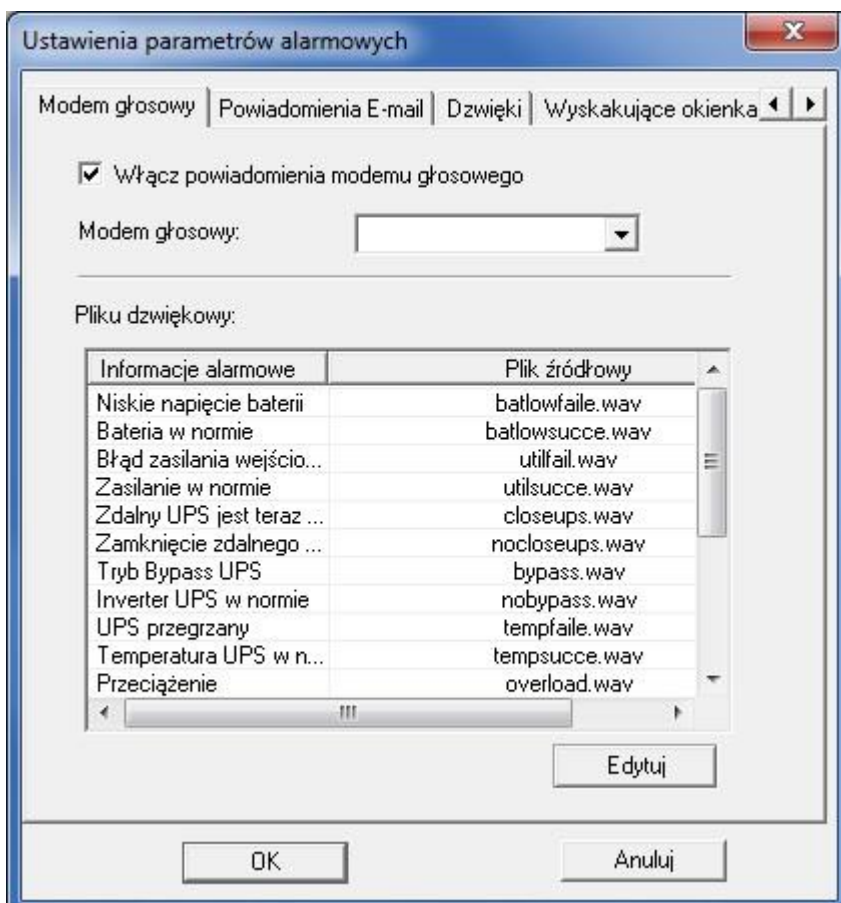 Ustawienia parametrów alarmowych
Modem głosowy Powiadomienia E-mail Dzwięki Wyskakujące okienka
Włącz powiadomienia modemu głosowego
Modem głosowy:
Pliku dzwiękowy:
Informacje alarmowe Plik źródłowy
Niskie napięcie baterii batlowfaile.wav
Bateria w normie batlowsucce.wav
Błąd zasilania wejścio... utilfail.wav
Zasilanie w normie utilsucce.wav
Zdalny UPS jest teraz ... closeups.wav
Zamknięcie zdalnego ... nocloseups.wav
Tryb Bypass UPS bypass.wav
Inverter UPS w normie nobypass.wav
UPS przegrzany tempfaile.wav
Temperatura UPS w n... tempsucce.wav
Przeciążenie overload.wav
Edytuj
OK Anuluj